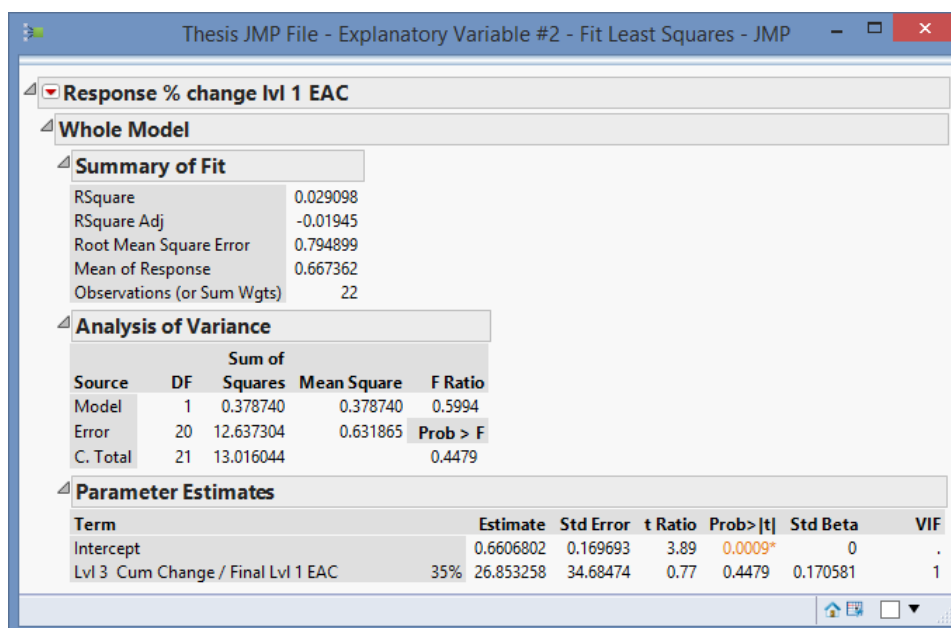 Thesis JMP File - Explanatory Variable #2 - Fit Least Squares - JMP
Response % change lvl 1 EAC
Whole Model
Summary of Fit
RSquare 0.029098
RSquare Adj -0.01945
Root Mean Square Error 0.794899
Mean of Response 0.667362
Observations (or Sum Wgts) 22
Analysis of Variance
Sum of
Source DF Squares Mean Square F Ratio
Model 1 0.378740 0.378740 0.5994
Error 20 12.637304 0.631865 Prob > F
C. Total 21 13.016044 0.4479
Parameter Estimates
Term Estimate Std Error t Ratio Prob>|t| Std Beta VIF
Intercept 0.6606802 0.169693 3.89 0.0009* 0 .
Lvl 3 Cum Change / Final Lvl 1 EAC 35% 26.853258 34.68474 0.77 0.4479 0.170581 1